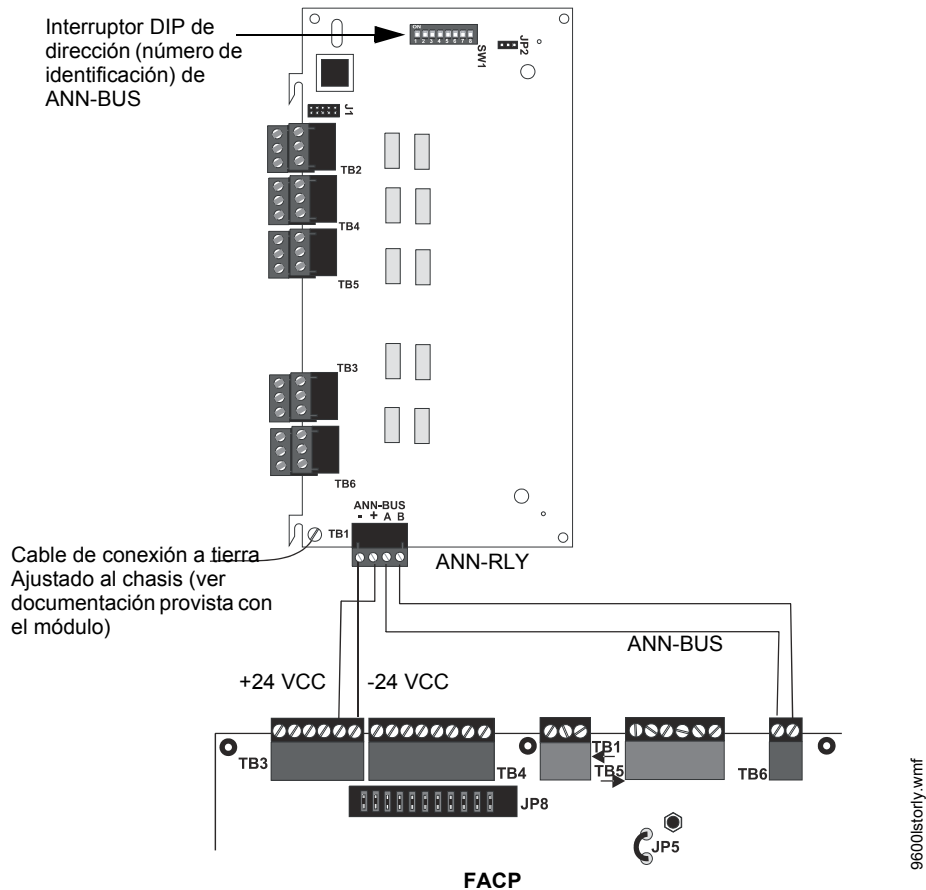 Interruptor DIP de
dirección (número de
identificación) de
ANN-BUS
ON
1 2 3 4 5 6 7 8
SW1
JP2
J1
TB2
TB4
TB5
TB3
TB6
ANN-BUS
- + A B
TB1
ANN-RLY
Cable de conexión a tierra
Ajustado al chasis (ver
documentación provista con
el módulo)
ANN-BUS
+24 VCC
-24 VCC
TB3
TB4
TB1
TB5
TB6
JP8
JP5
FACP
9600lstorly.wmf